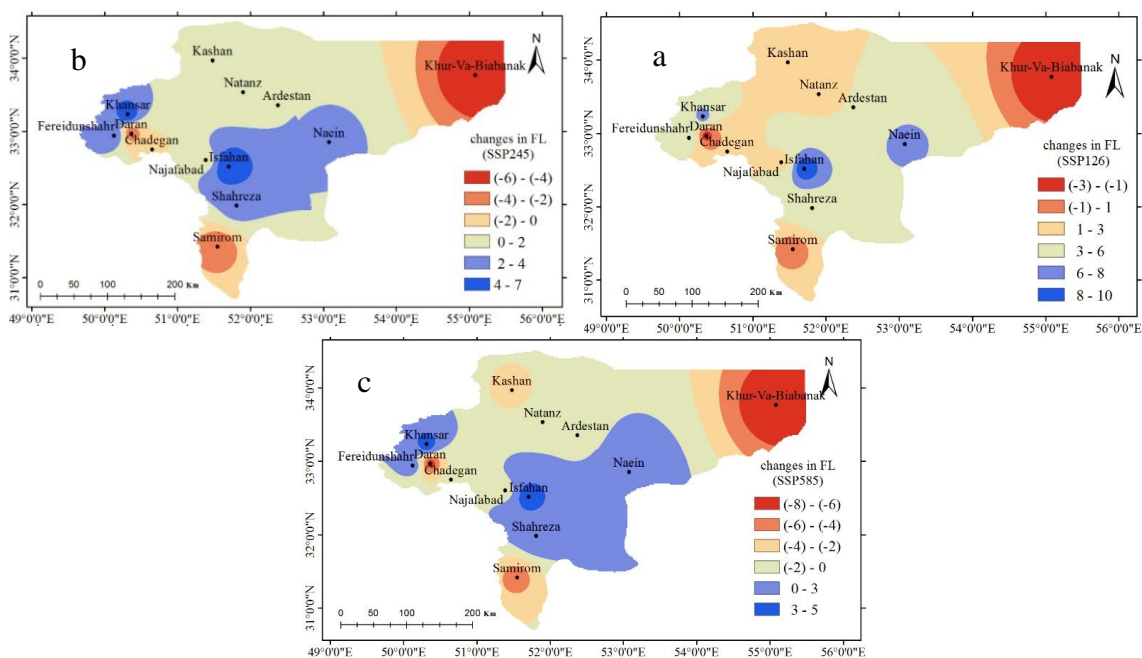 b
Kashan
Khur-Va-Biabanak
N
Natanz
Ardestan
Khansar
Fereidunshahr
Daran
Chadegan
Naein
Najafabad
Isfahan
Shahreza
Samirom
changes in FL
(SSP245)
(-6) - (-4)
(-4) - (-2)
(-2) - 0
0 - 2
2 - 4
4 - 7
0 50 100 200 Km
34°0'0"N
33°0'0"N
32°0'0"N
31°0'0"N
49°0'0"E 50°0'0"E 51°0'0"E 52°0'0"E 53°0'0"E 54°0'0"E 55°0'0"E 56°0'0"E
a
Kashan
Khur-Va-Biabanak
N
Natanz
Ardestan
Khansar
Fereidunshahr
Daran
Chadegan
Naein
Najafabad
Isfahan
Shahreza
Samirom
changes in FL
(SSP126)
(-3) - (-1)
(-1) - 1
1 - 3
3 - 6
6 - 8
8 - 10
0 50 100 200 Km
34°0'0"N
33°0'0"N
32°0'0"N
31°0'0"N
49°0'0"E 50°0'0"E 51°0'0"E 52°0'0"E 53°0'0"E 54°0'0"E 55°0'0"E 56°0'0"E
c
Kashan
Khur-Va-Biabanak
N
Natanz
Ardestan
Khansar
Fereidunshahr
Daran
Chadegan
Naein
Najafabad
Isfahan
Shahreza
Samirom
changes in FL
(SSP585)
(-8) - (-6)
(-6) - (-4)
(-4) - (-2)
(-2) - 0
0 - 3
3 - 5
0 50 100 200 Km
34°0'0"N
33°0'0"N
32°0'0"N
31°0'0"N
49°0'0"E 50°0'0"E 51°0'0"E 52°0'0"E 53°0'0"E 54°0'0"E 55°0'0"E 56°0'0"E